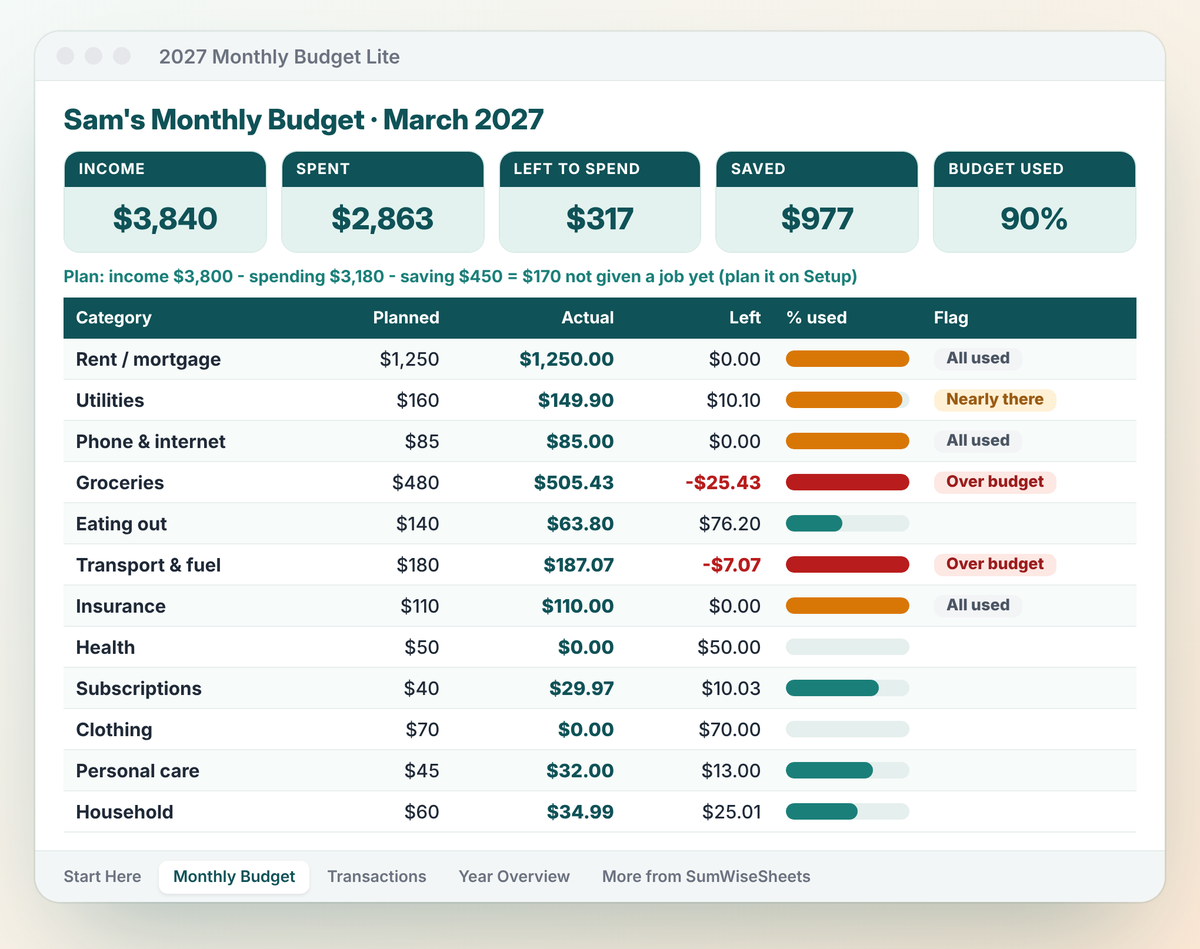 2027 Monthly Budget Lite
Sam's Monthly Budget · March 2027
INCOME SPENT LEFT TO SPEND SAVED BUDGET USED
$3,840 $2,863 $317 $977 90%
Plan: income $3,800 - spending $3,180 - saving $450 = $170 not given a job yet (plan it on Setup)
Category Planned Actual Left % used Flag
Rent / mortgage $1,250 $1,250.00 $0.00 All used
Utilities $160 $149.90 $10.10 Nearly there
Phone & internet $85 $85.00 $0.00 All used
Groceries $480 $505.43 -$25.43 Over budget
Eating out $140 $63.80 $76.20
Transport & fuel $180 $187.07 -$7.07 Over budget
Insurance $110 $110.00 $0.00 All used
Health $50 $0.00 $50.00
Subscriptions $40 $29.97 $10.03
Clothing $70 $0.00 $70.00
Personal care $45 $32.00 $13.00
Household $60 $34.99 $25.01
Start Here Monthly Budget Transactions Year Overview More from SumWiseSheets